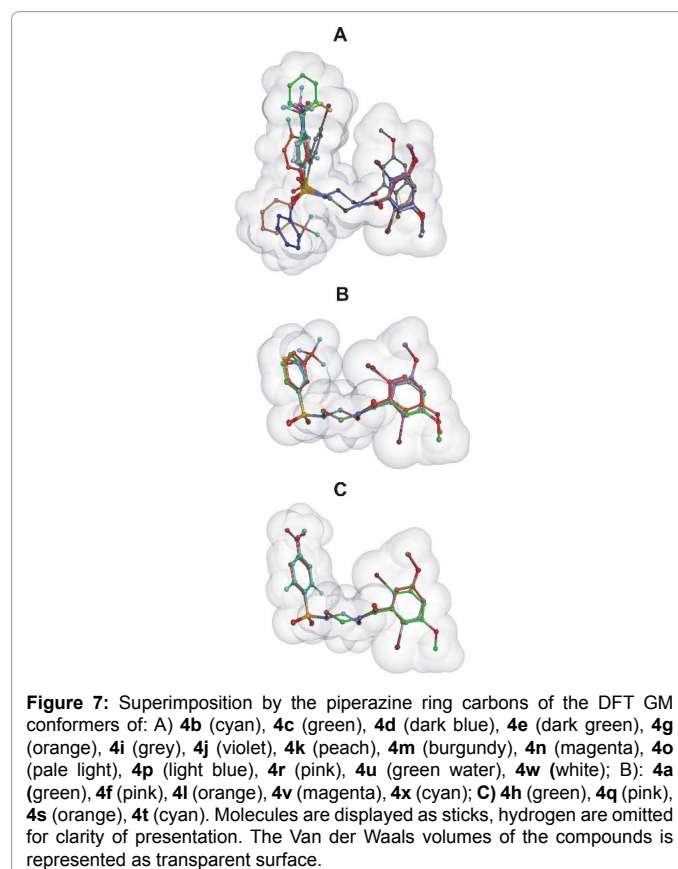 A
B
C
Figure 7: Superimposition by the piperazine ring carbons of the DFT GM
conformers of: A) 4b (cyan), 4c (green), 4d (dark blue), 4e (dark green), 4g
(orange), 4i (grey), 4j (violet), 4k (peach), 4m (burgundy), 4n (magenta), 4o
(pale light), 4p (light blue), 4r (pink), 4u (green water), 4w (white); B): 4a
(green), 4f (pink), 4l (orange), 4v (magenta), 4x (cyan); C) 4h (green), 4q (pink),
4s (orange), 4t (cyan). Molecules are displayed as sticks, hydrogen are omitted
for clarity of presentation. The Van der Waals volumes of the compounds is
represented as transparent surface.